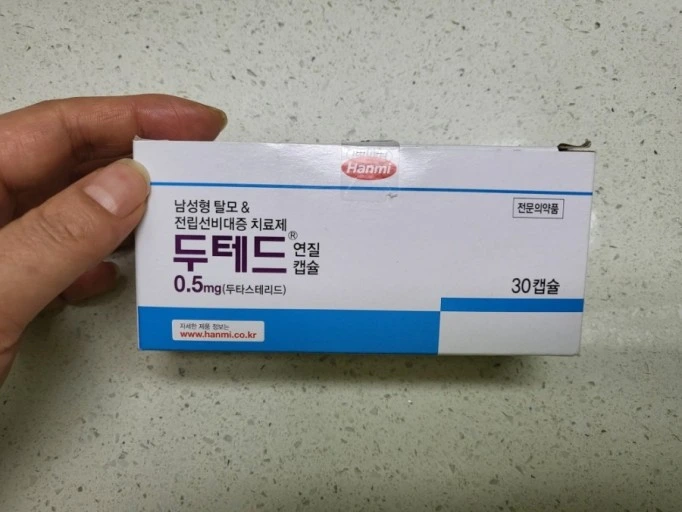 Hanmi
남성형 탈모 &
전립선비대증 치료제
전문의약품
두테드® 연질캡슐
0.5mg(두타스테리드)
30캡슐
자세한 제품 정보는
www.hanmi.co.kr